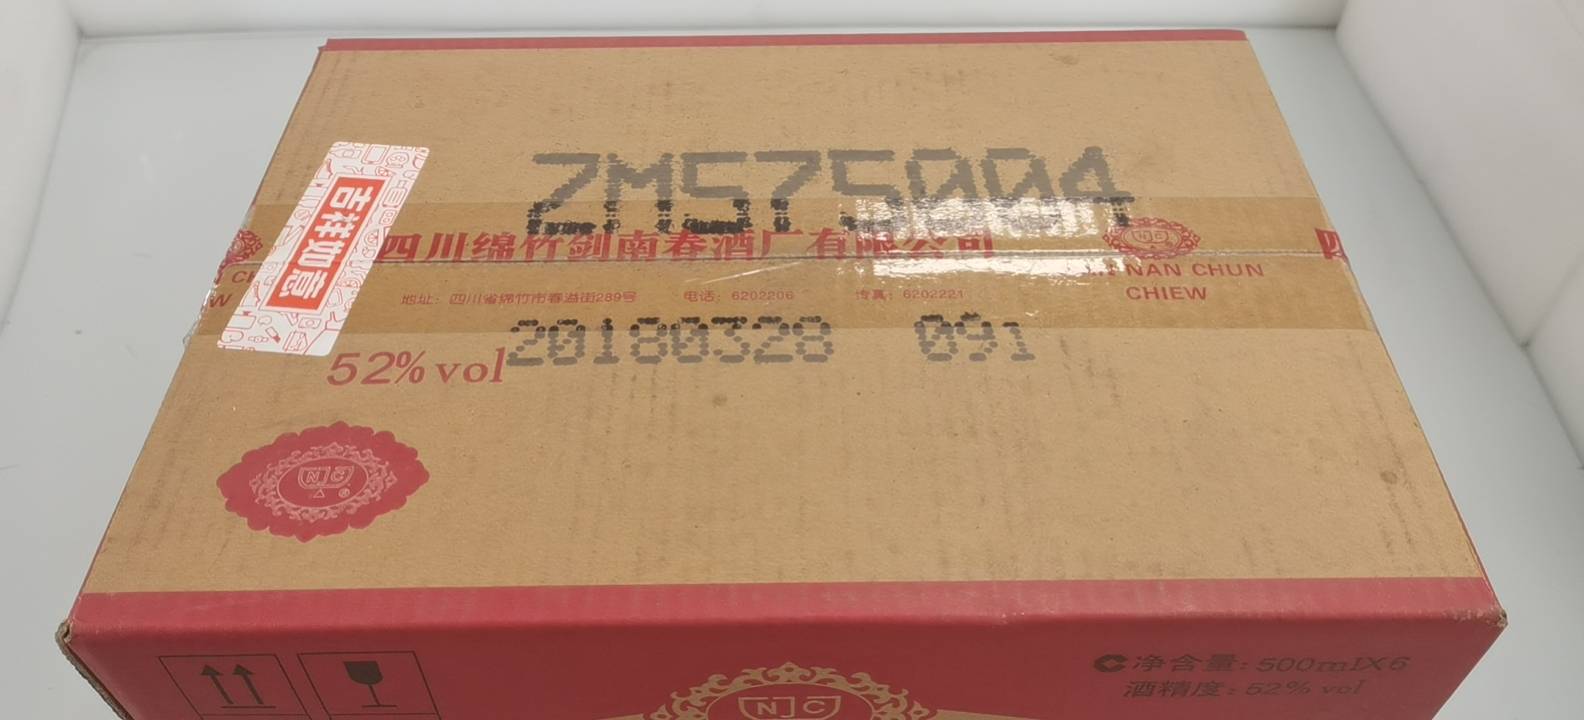 ZM575004
吉祥如意
四川绵竹剑南春酒厂有限公司
NAN CHUN
CHIEW
地址：四川省绵竹市春溢街289号 电话：6202206 传真：6202221
20180328 091
52% vol
NJC
净含量：500mlX6
酒精度：52% vol
NJC